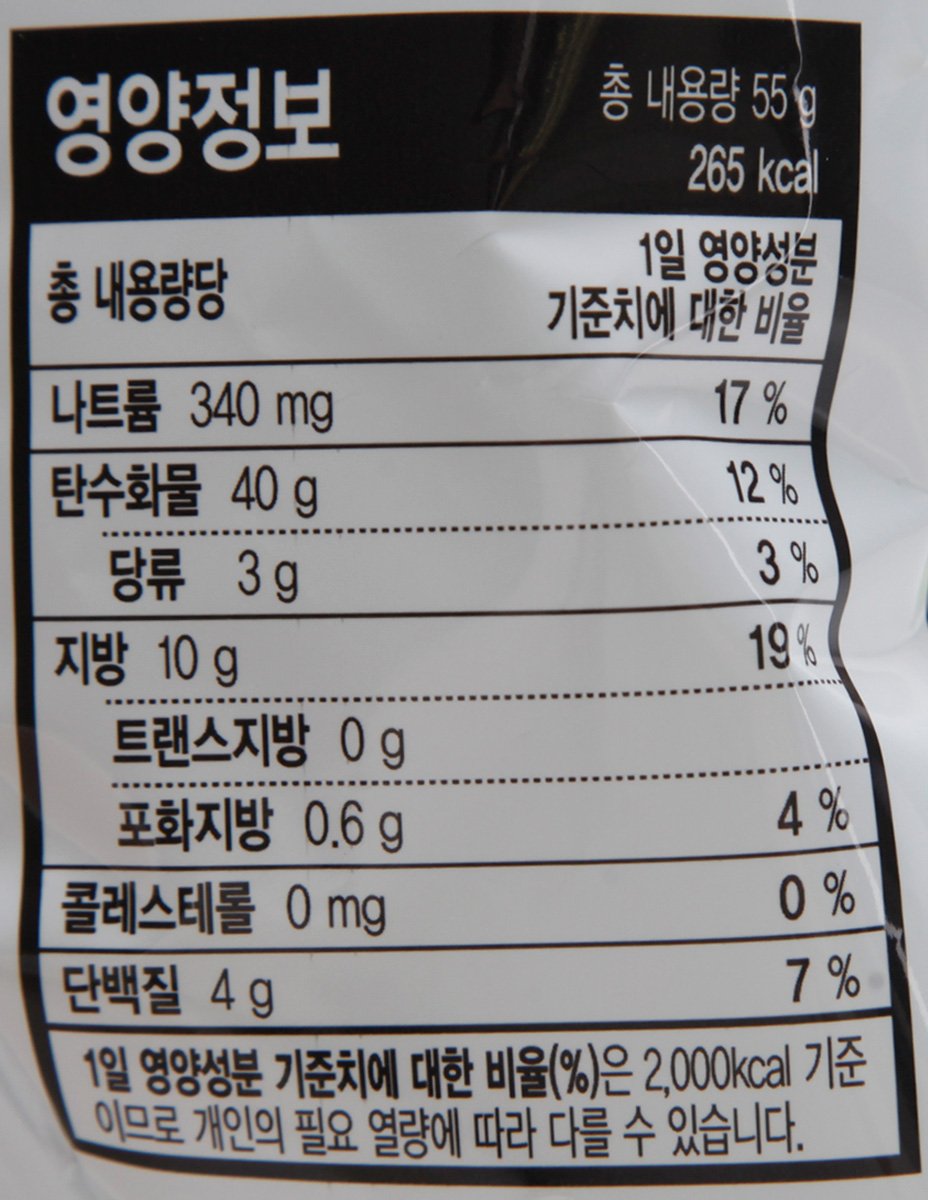 영양정보
총 내용량 55 g
265 kcal
총 내용량당
1일 영양성분
기준치에 대한 비율
나트륨 340 mg 17 %
탄수화물 40 g 12 %
당류 3 g 3 %
지방 10 g 19 %
트랜스지방 0 g
포화지방 0.6 g 4 %
콜레스테롤 0 mg 0 %
단백질 4 g 7 %
1일 영양성분 기준치에 대한 비율(%)은 2,000kcal 기준
이므로 개인의 필요 열량에 따라 다를 수 있습니다.